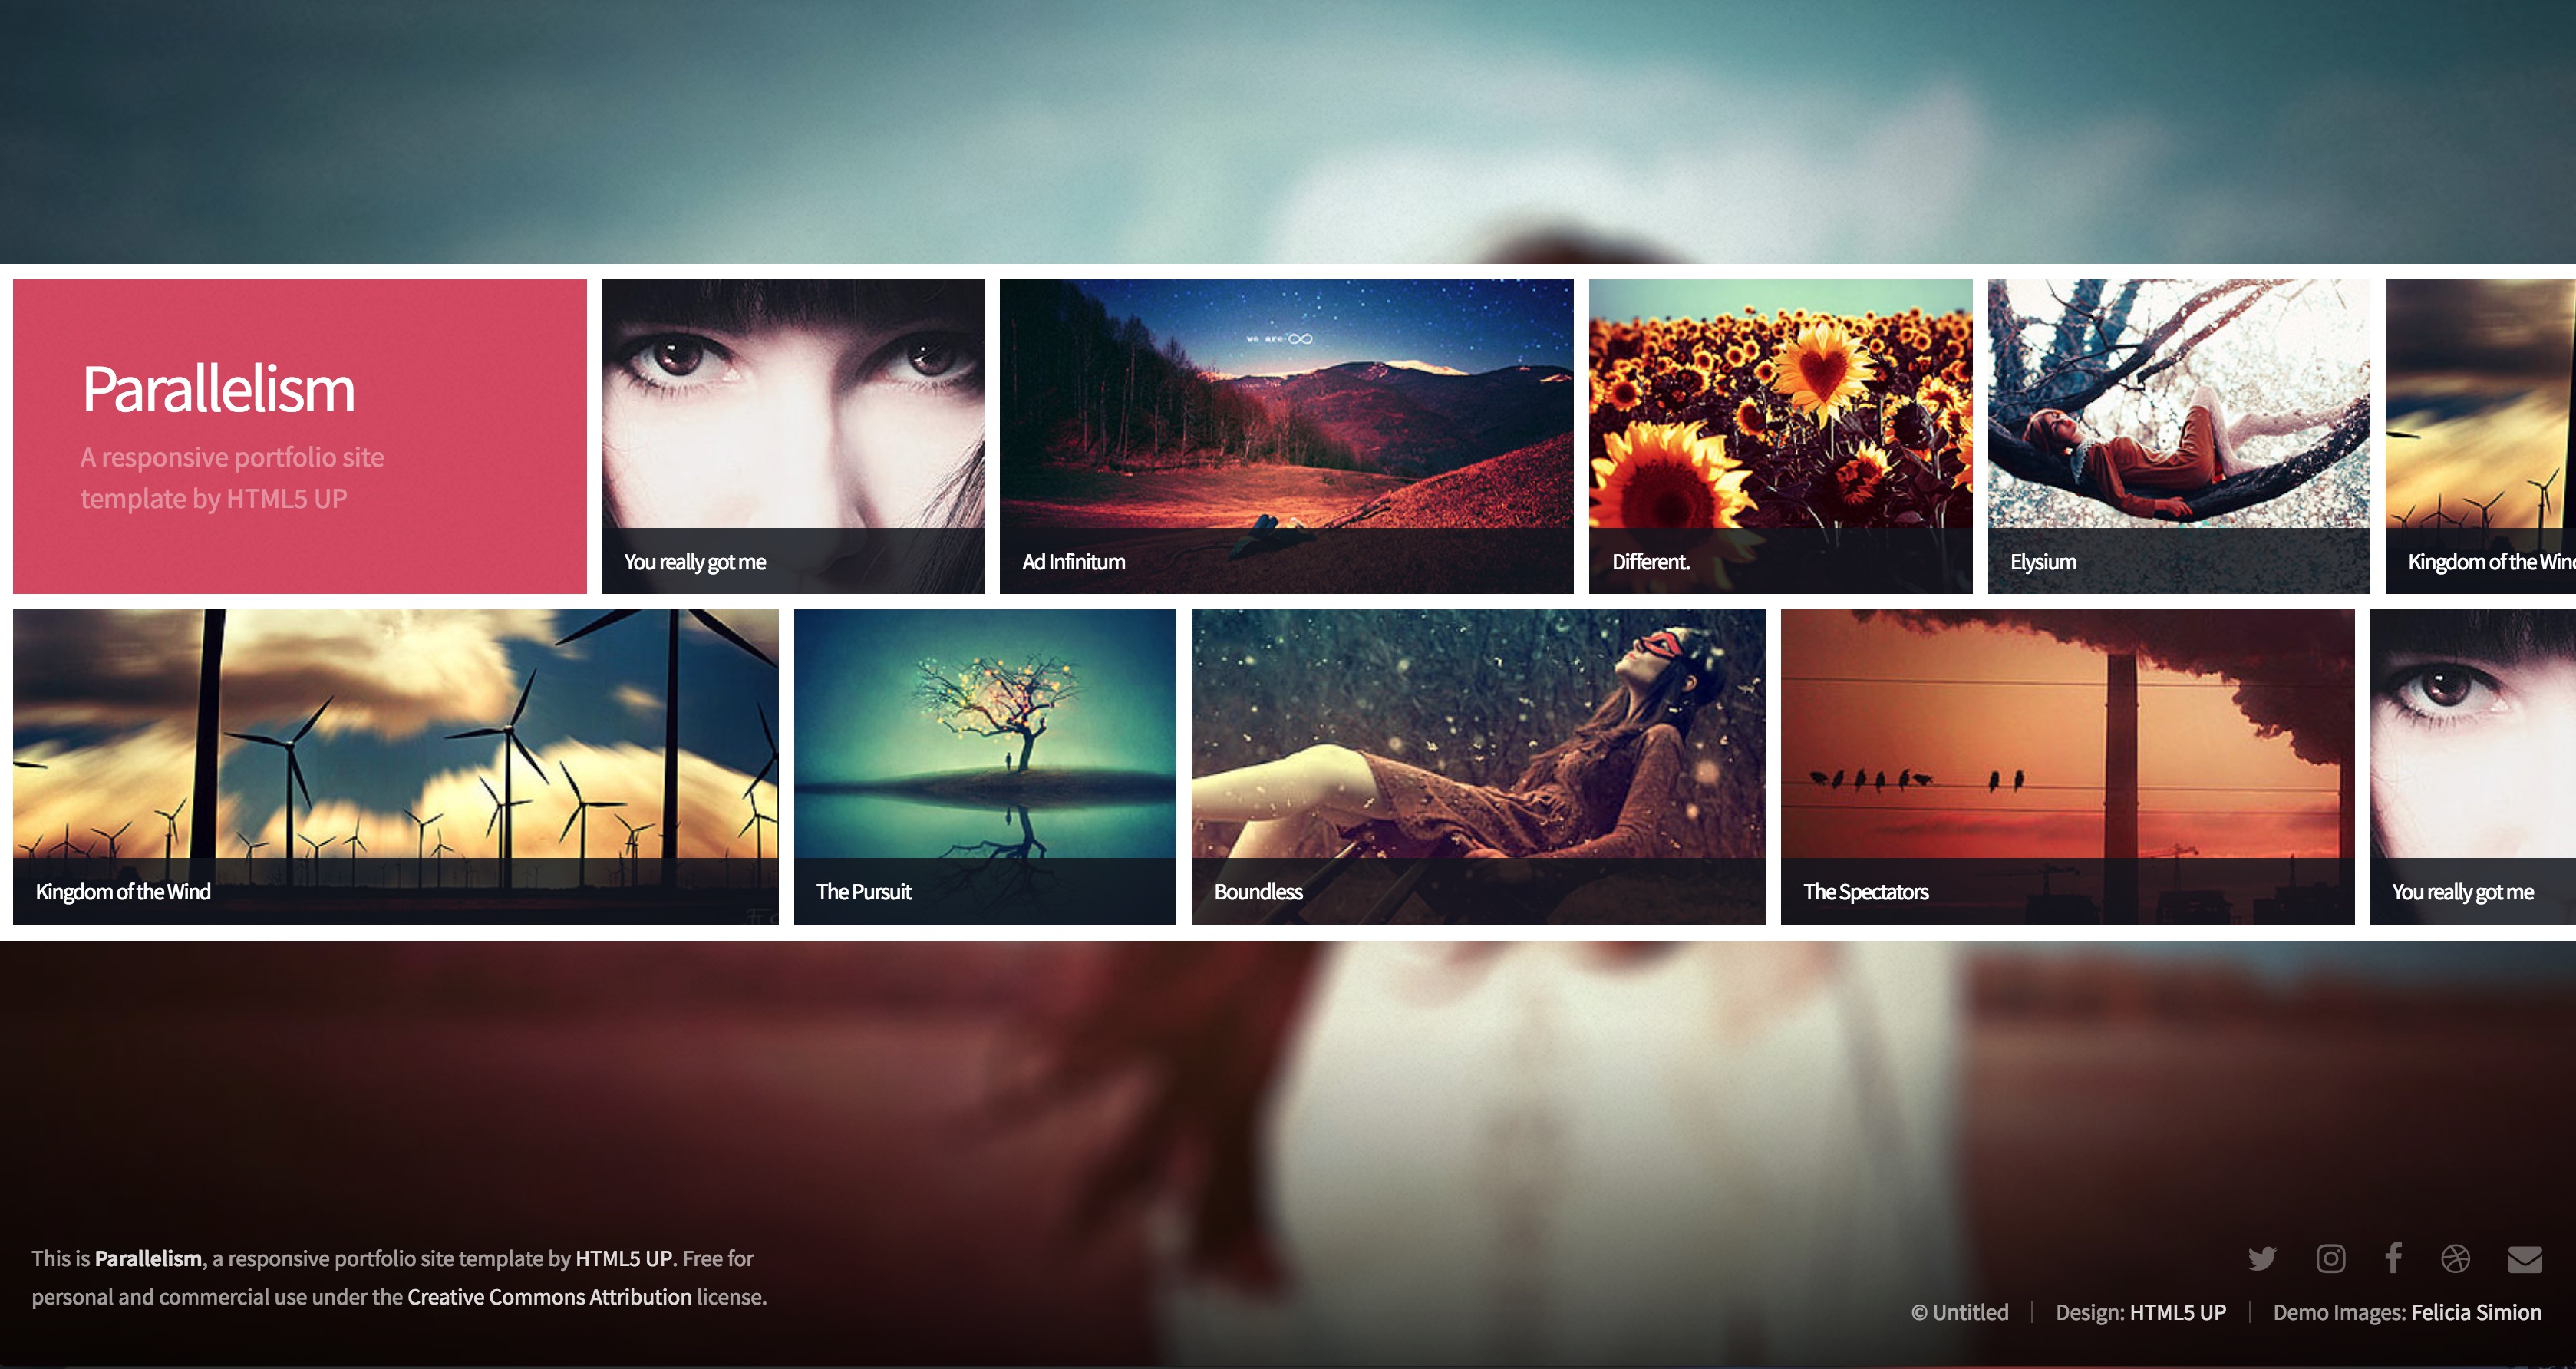 Parallelism
A responsive portfolio site
template by HTML5 UP
You really got me
we are ∞
Ad Infinitum
Different.
Elysium
Kingdom of the
Kingdom of the Wind
The Pursuit
Boundless
The Spectators
You really got me
This is Parallelism, a responsive portfolio site template by HTML5 UP. Free for
personal and commercial use under the Creative Commons Attribution license.
© Untitled | Design: HTML5 UP | Demo Images: Felicia Simion